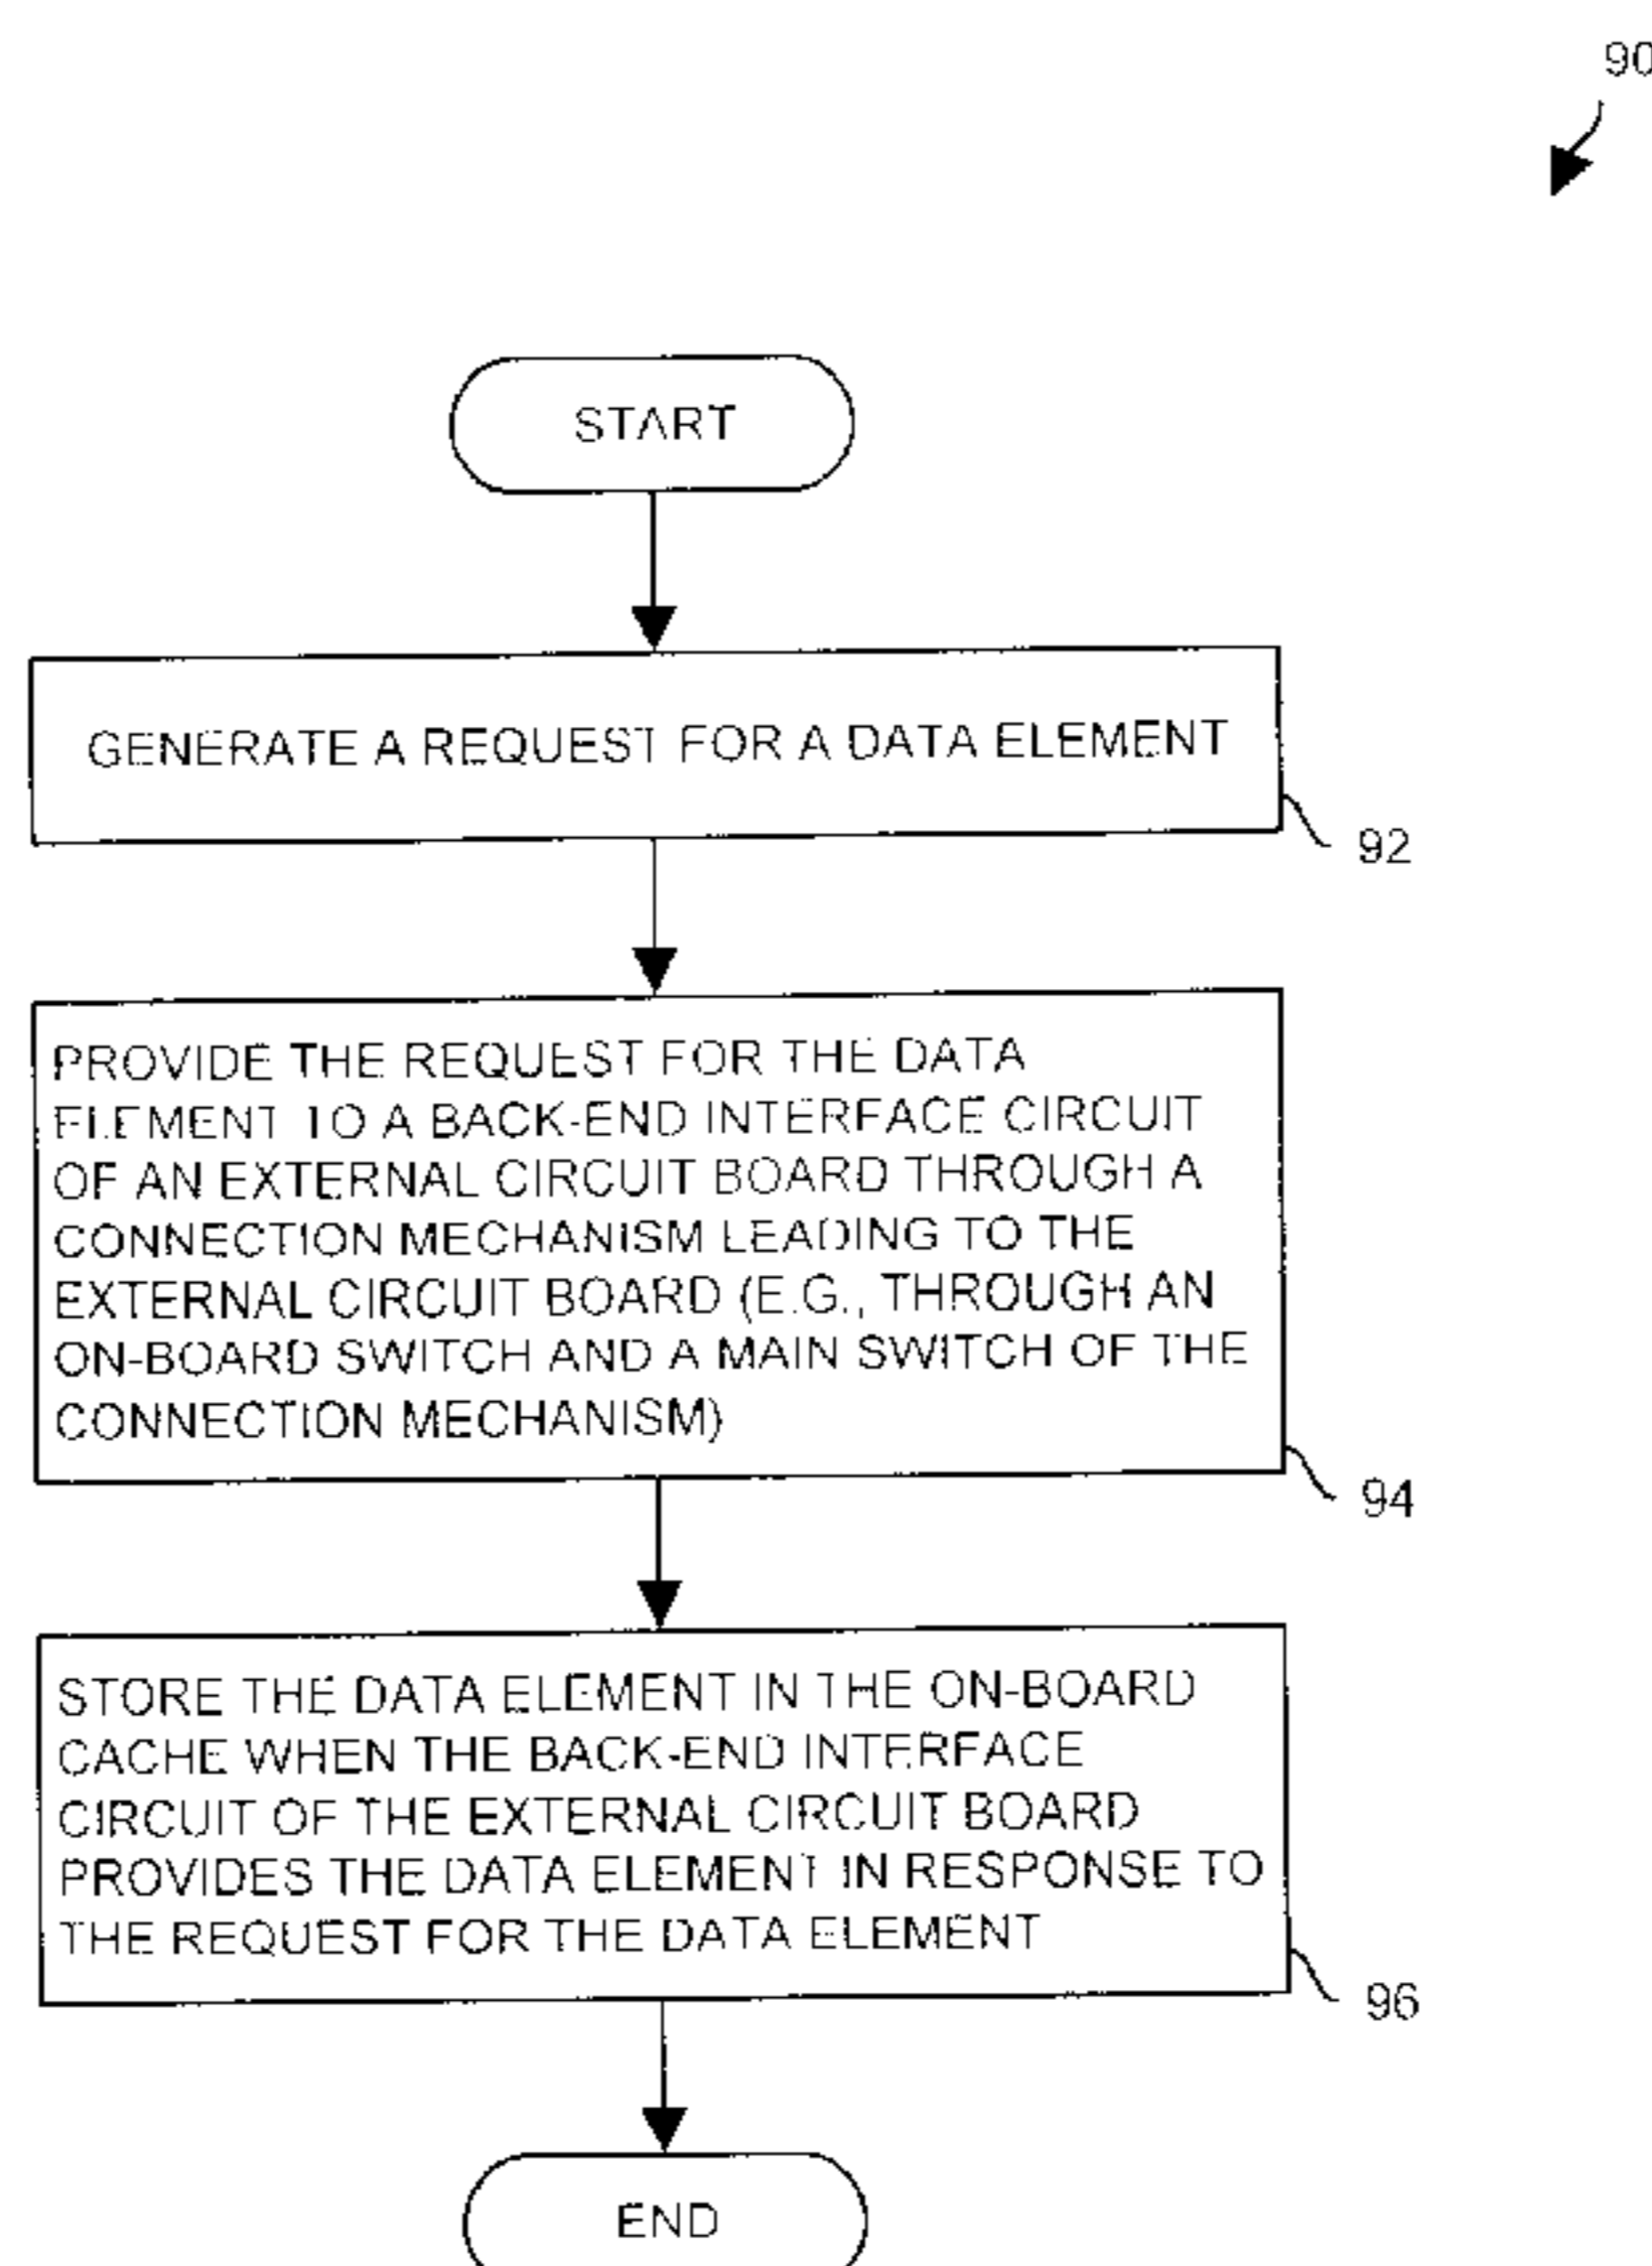 90
START
GENERATE A REQUEST FOR A DATA ELEMENT
92
PROVIDE THE REQUEST FOR THE DATA
ELEMENT TO A BACK-END INTERFACE CIRCUIT
OF AN EXTERNAL CIRCUIT BOARD THROUGH A
CONNECTION MECHANISM LEADING TO THE
EXTERNAL CIRCUIT BOARD (E.G., THROUGH AN
ON-BOARD SWITCH AND A MAIN SWITCH OF THE
CONNECTION MECHANISM)
94
STORE THE DATA ELEMENT IN THE ON-BOARD
CACHE WHEN THE BACK-END INTERFACE
CIRCUIT OF THE EXTERNAL CIRCUIT BOARD
PROVIDES THE DATA ELEMENT IN RESPONSE TO
THE REQUEST FOR THE DATA ELEMENT
96
END